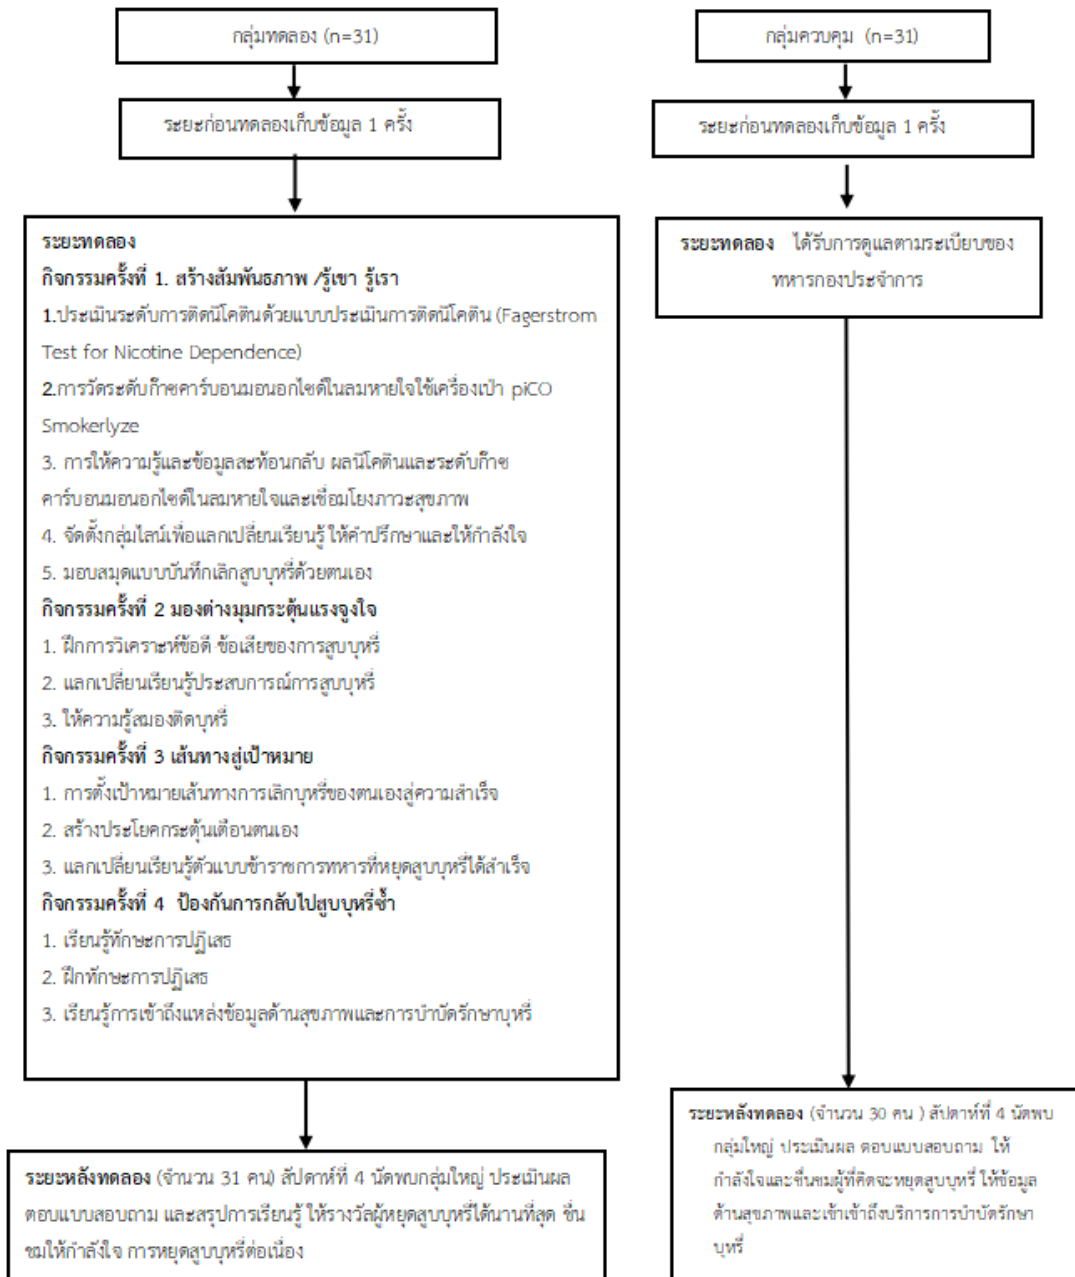 กลุ่มทดลอง (n=31)
ระยะก่อนทดลองเก็บข้อมูล 1 ครั้ง
ระยะทดลอง
กิจกรรมครั้งที่ 1. สร้างสัมพันธภาพ /รู้เขา รู้เรา
1.ประเมินระดับการติดนิโคตินด้วยแบบประเมินการติดนิโคติน (Fagerstrom
Test for Nicotine Dependence)
2.การวัดระดับก๊าซคาร์บอนมอนอกไซด์ในลมหายใจใช้เครื่องเป่า piCO
Smokerlyze
3. การให้ความรู้และข้อมูลสะท้อนกลับ ผลนิโคตินและระดับก๊าซ
คาร์บอนมอนอกไซด์ในลมหายใจและเชื่อมโยงภาวะสุขภาพ
4. จัดตั้งกลุ่มไลน์เพื่อแลกเปลี่ยนเรียนรู้ ให้คำปรึกษาและให้กำลังใจ
5. มอบสมุดแบบบันทึกเลิกสูบบุหรี่ด้วยตนเอง
กิจกรรมครั้งที่ 2 มองต่างมุมกระตุ้นแรงจูงใจ
1. ฝึกการวิเคราะห์ข้อดี ข้อเสียของการสูบบุหรี่
2. แลกเปลี่ยนเรียนรู้ประสบการณ์การสูบบุหรี่
3. ให้ความรู้สมองติดบุหรี่
กิจกรรมครั้งที่ 3 เส้นทางสู่เป้าหมาย
1. การตั้งเป้าหมายเส้นทางการเลิกบุหรี่ของตนเองสู่ความสำเร็จ
2. สร้างประโยคกระตุ้นเตือนตนเอง
3. แลกเปลี่ยนเรียนรู้ตัวแบบข้าราชการทหารที่หยุดสูบบุหรี่ได้สำเร็จ
กิจกรรมครั้งที่ 4 ป้องกันการกลับไปสูบบุหรี่ซ้ำ
1. เรียนรู้ทักษะการปฏิเสธ
2. ฝึกทักษะการปฏิเสธ
3. เรียนรู้การเข้าถึงแหล่งข้อมูลด้านสุขภาพและการบำบัดรักษาบุหรี่
ระยะหลังทดลอง (จำนวน 31 คน) สัปดาห์ที่ 4 นัดพบกลุ่มใหญ่ ประเมินผล
ตอบแบบสอบถาม และสรุปการเรียนรู้ ให้รางวัลผู้หยุดสูบบุหรี่ได้นานที่สุด ชื่น
ชมให้กำลังใจ การหยุดสูบบุหรี่ต่อเนื่อง
กลุ่มควบคุม (n=31)
ระยะก่อนทดลองเก็บข้อมูล 1 ครั้ง
ระยะทดลอง ได้รับการดูแลตามระเบียบของ
ทหารกองประจำการ
ระยะหลังทดลอง (จำนวน 30 คน ) สัปดาห์ที่ 4 นัดพบ
กลุ่มใหญ่ ประเมินผล ตอบแบบสอบถาม ให้
กำลังใจและชื่นชมผู้ที่คิดจะหยุดสูบบุหรี่ ให้ข้อมูล
ด้านสุขภาพและเข้าเข้าถึงบริการการบำบัดรักษา
บุหรี่